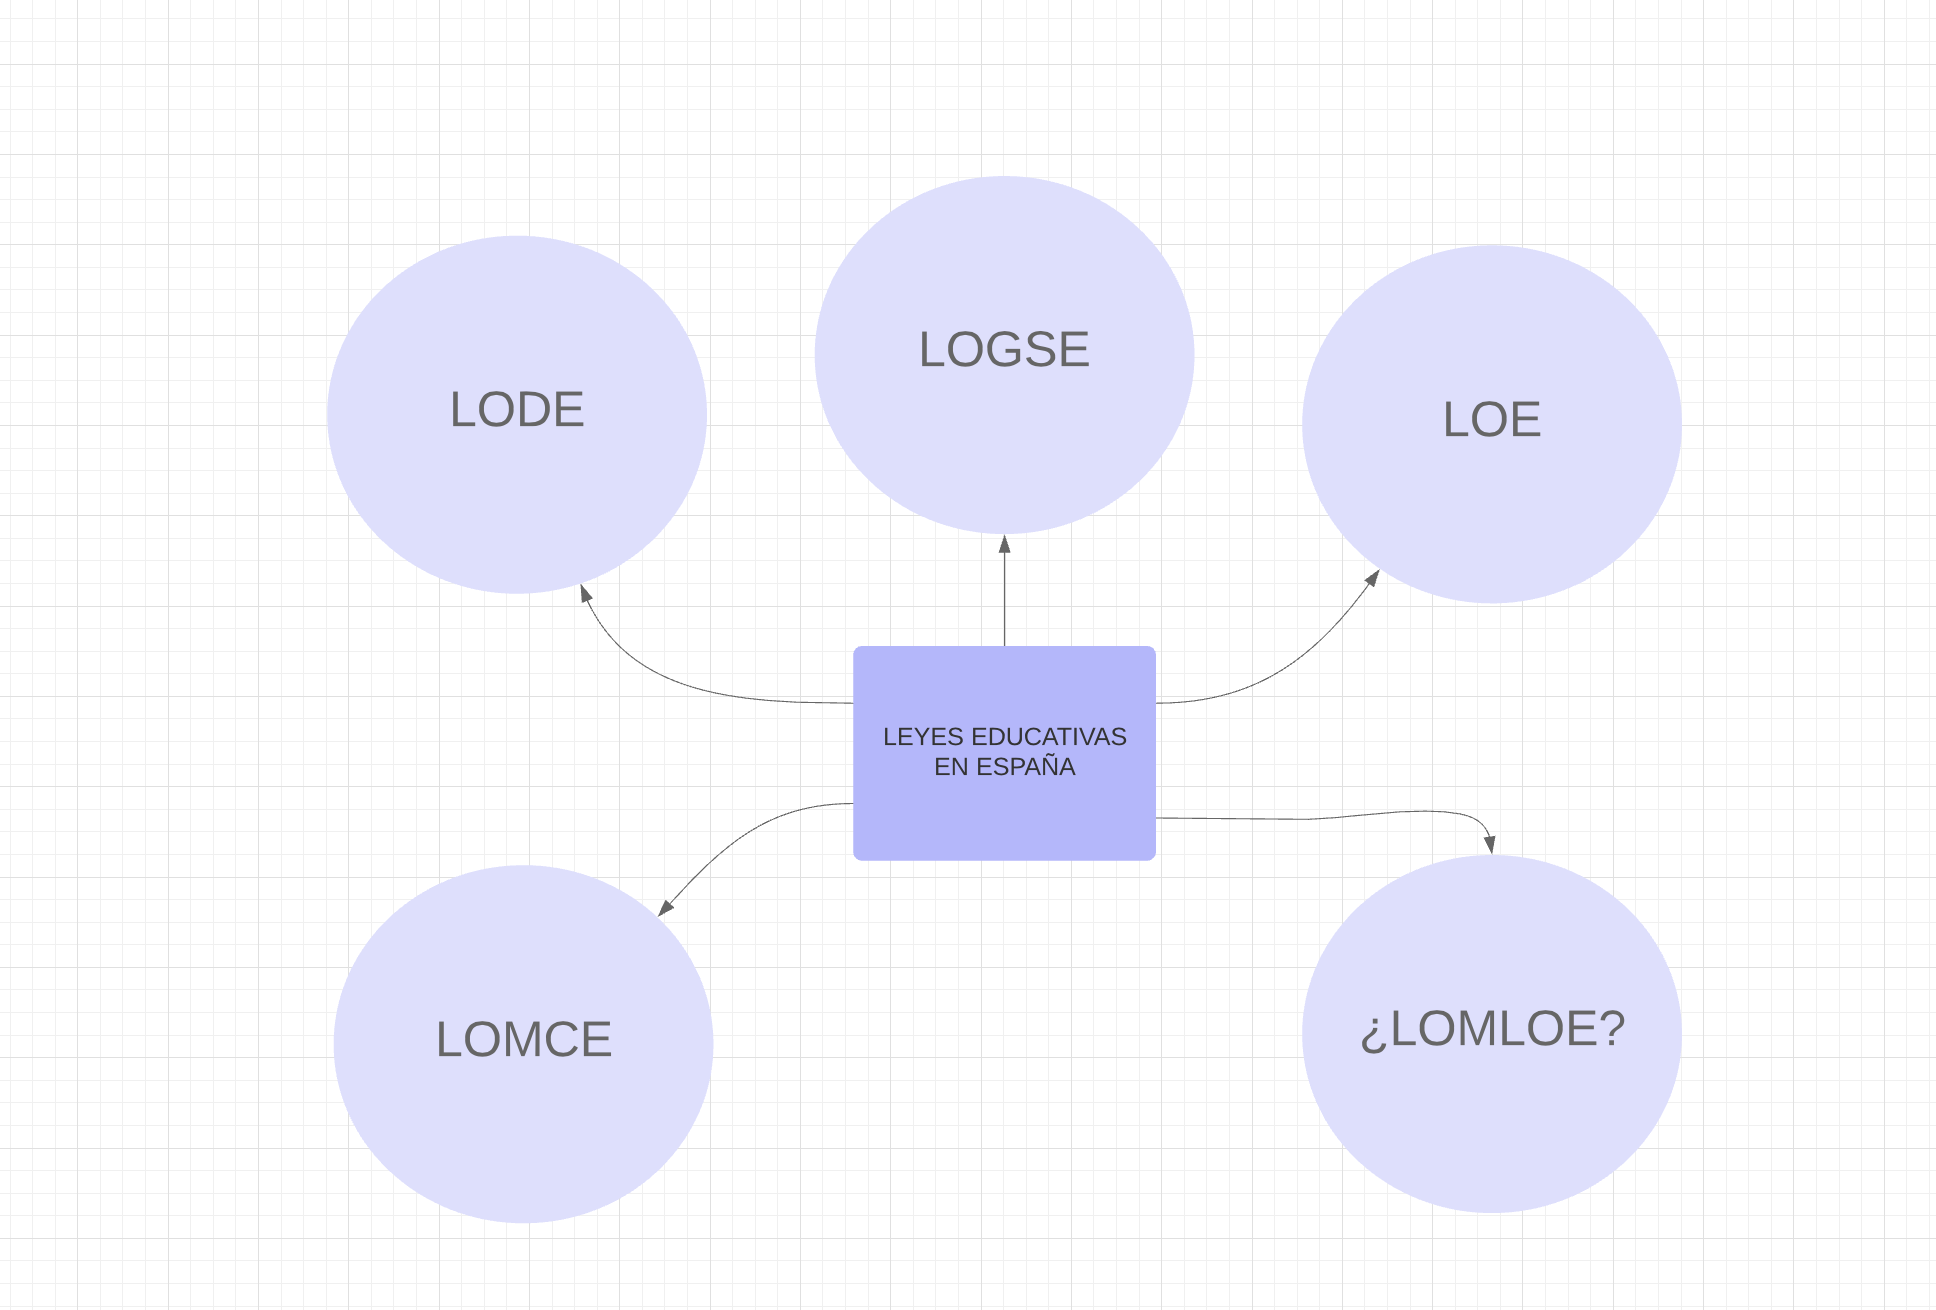 LODE
LOGSE
LOE
LEYES EDUCATIVAS
EN ESPAÑA
LOMCE
¿LOMLOE?